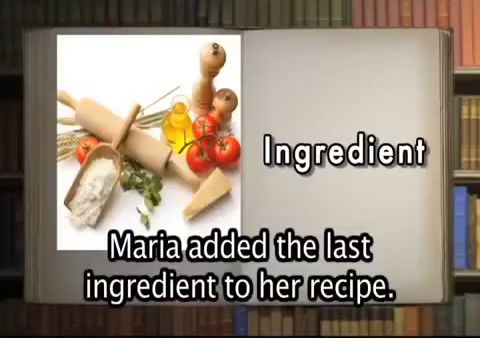 Ingredient
Maria added the last
ingredient to her recipe.